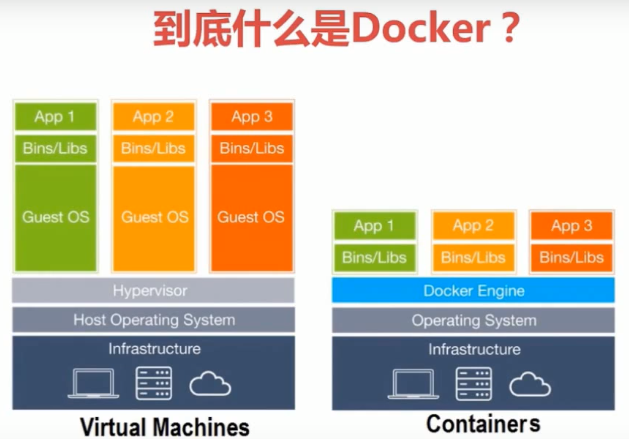 到底什么是Docker？
App 1 App 2 App 3
Bins/Libs Bins/Libs Bins/Libs
Guest OS Guest OS Guest OS
Hypervisor
Host Operating System
Infrastructure
Virtual Machines
App 1 App 2 App 3
Bins/Libs Bins/Libs Bins/Libs
Docker Engine
Operating System
Infrastructure
Containers